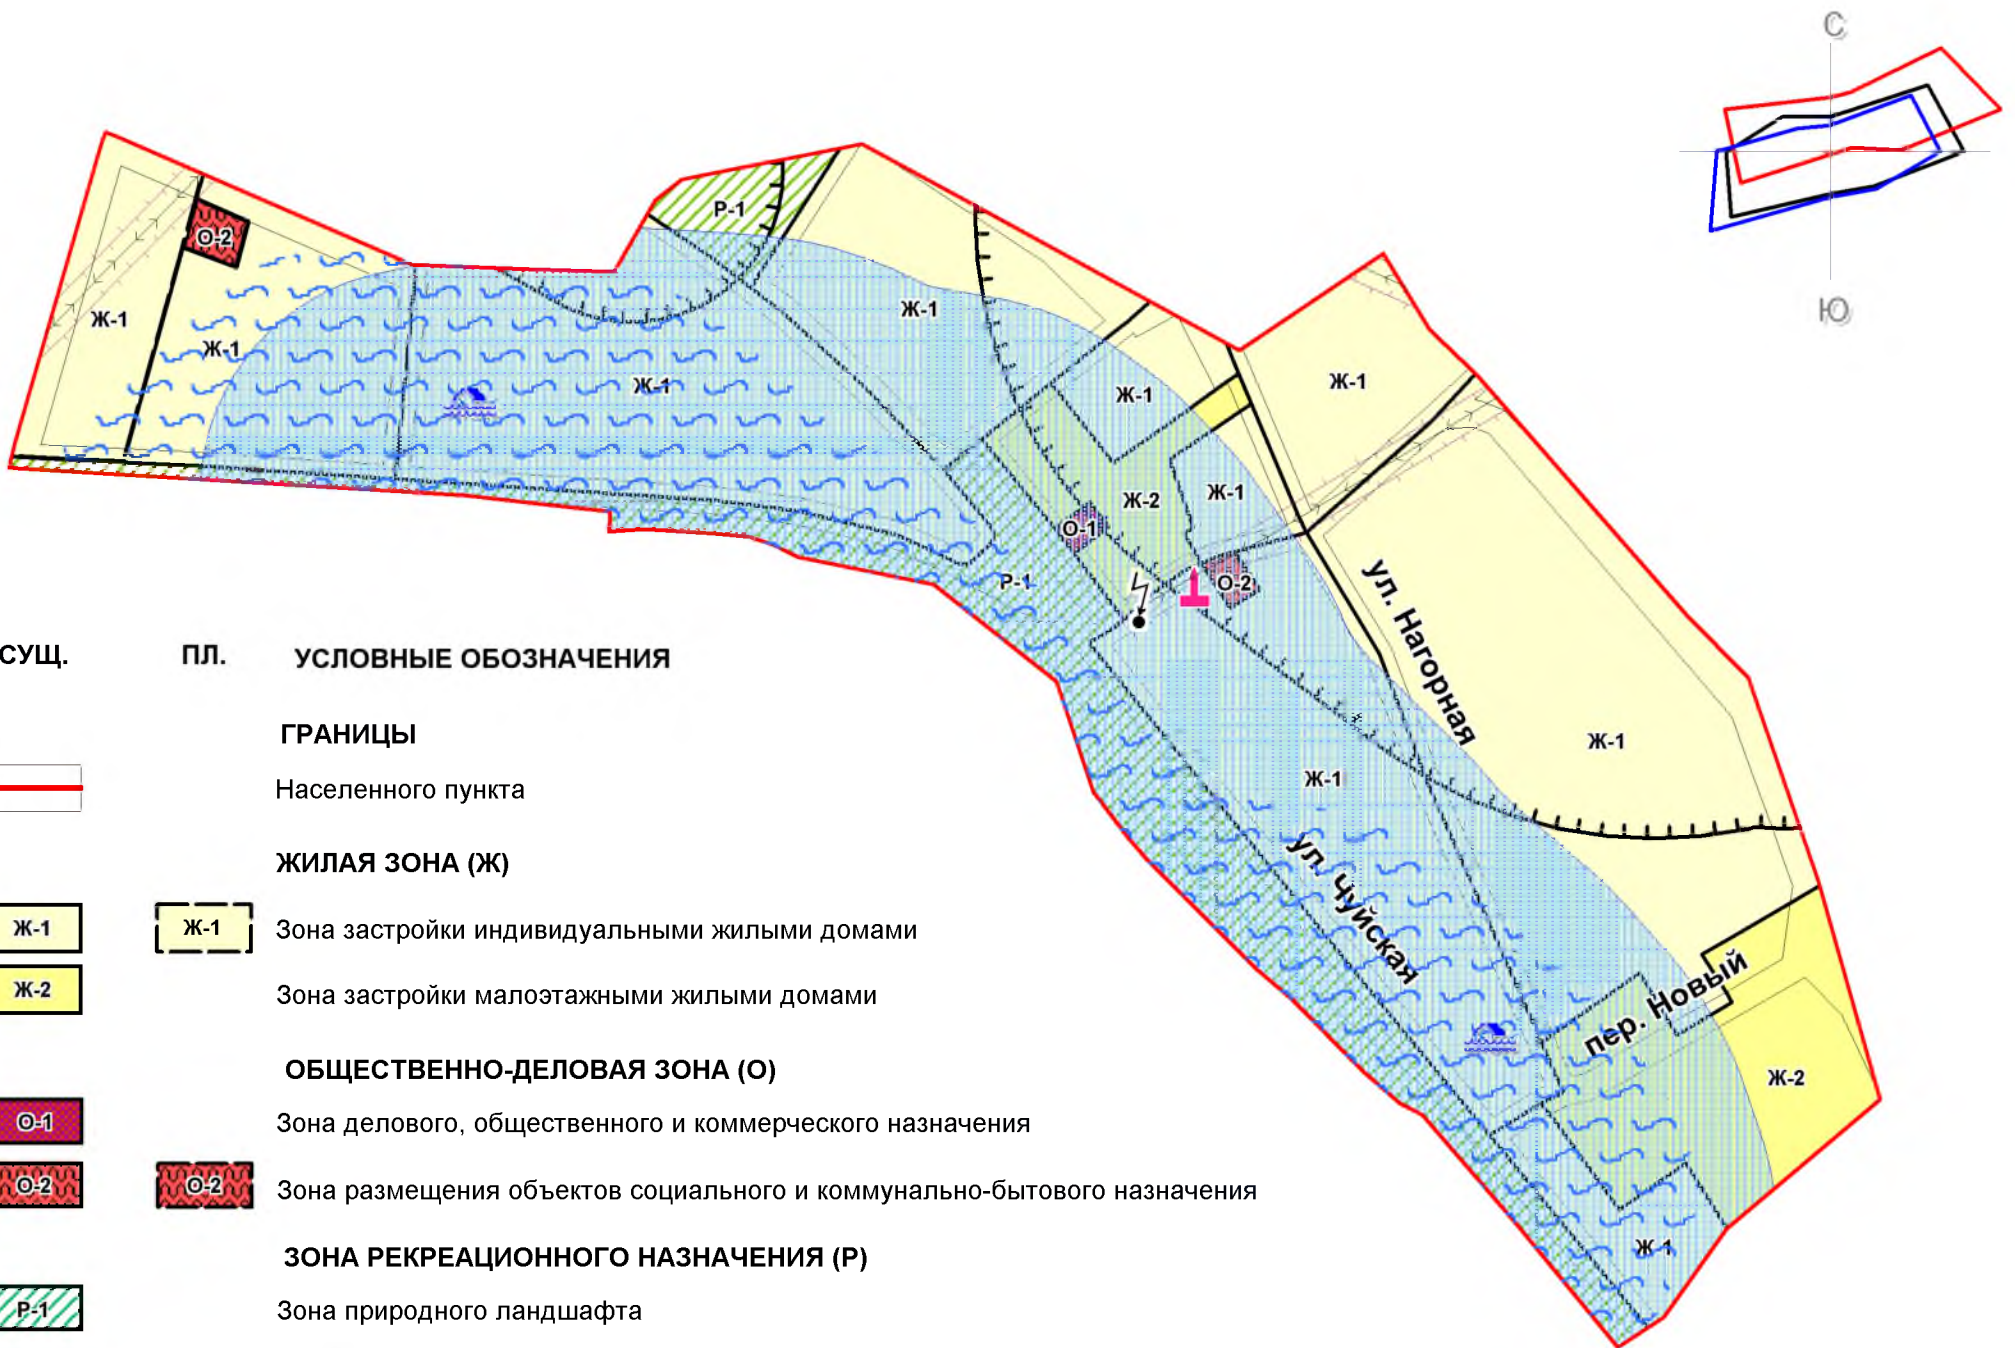 С
Ю
Р-1
О-2
Ж-1
Ж-1
Ж-1
Ж-1
Ж-1
Ж-1
Ж-2
Ж-1
О-1
О-2
Р-1
ул. Нагорная
Ж-1
Ж-1
ул. Чуйская
пер. Новый
Ж-2
Ж-1
СУЩ. ПЛ. УСЛОВНЫЕ ОБОЗНАЧЕНИЯ
ГРАНИЦЫ
Населенного пункта
ЖИЛАЯ ЗОНА (Ж)
Ж-1 Ж-1 Зона застройки индивидуальными жилыми домами
Ж-2 Зона застройки малоэтажными жилыми домами
ОБЩЕСТВЕННО-ДЕЛОВАЯ ЗОНА (О)
О-1 Зона делового, общественного и коммерческого назначения
О-2 О-2 Зона размещения объектов социального и коммунально-бытового назначения
ЗОНА РЕКРЕАЦИОННОГО НАЗНАЧЕНИЯ (Р)
Р-1 Зона природного ландшафта